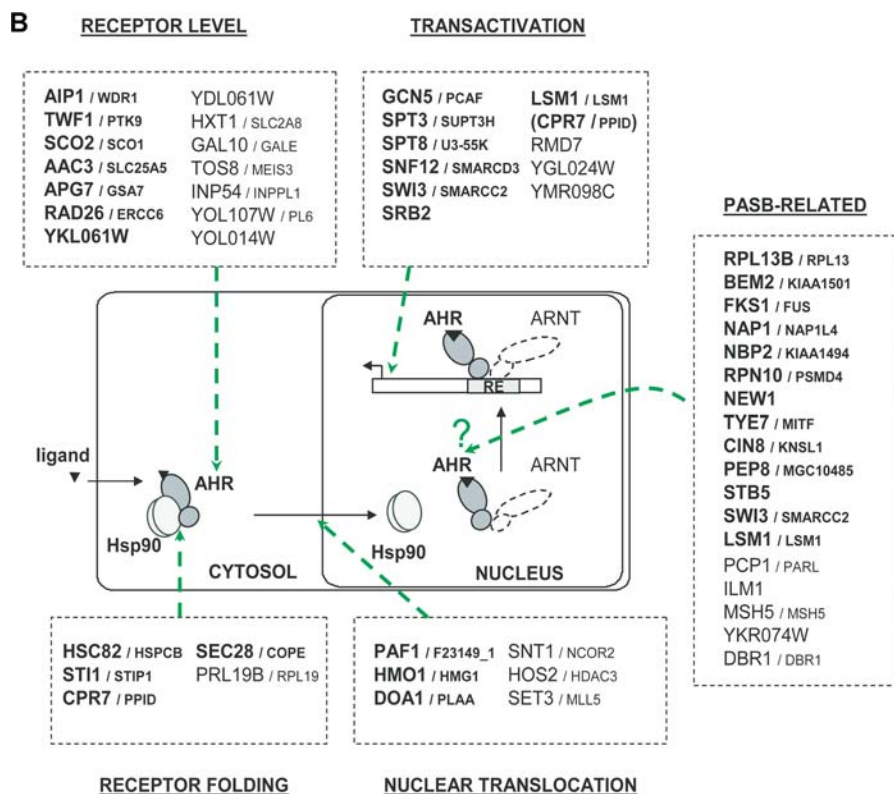 B
RECEPTOR LEVEL
AIP1 / WDR1
TWF1 / PTK9
SCO2 / SCO1
AAC3 / SLC25A5
APG7 / GSA7
RAD26 / ERCC6
YKL061W
YDL061W
HXT1 / SLC2A8
GAL10 / GALE
TOS8 / MEIS3
INP54 / INPPL1
YOL107W / PL6
YOL014W
TRANSACTIVATION
GCN5 / PCAF
SPT3 / SUPT3H
SPT8 / U3-55K
SNF12 / SMARCD3
SWI3 / SMARCC2
SRB2
LSM1 / LSM1
(CPR7 / PPID)
RMD7
YGL024W
YMR098C
PASB-RELATED
RPL13B / RPL13
BEM2 / KIAA1501
FKS1 / FUS
NAP1 / NAP1L4
NBP2 / KIAA1494
RPN10 / PSMD4
NEW1
TYE7 / MITF
CIN8 / KNSL1
PEP8 / MGC10485
STB5
SWI3 / SMARCC2
LSM1 / LSM1
PCP1 / PARL
ILM1
MSH5 / MSH5
YKR074W
DBR1 / DBR1
AHR
ARNT
RE
?
ligand
AHR
AHR
ARNT
Hsp90
Hsp90
CYTOSOL
NUCLEUS
HSC82 / HSPCB
STI1 / STIP1
CPR7 / PPID
SEC28 / COPE
PRL19B / RPL19
RECEPTOR FOLDING
PAF1 / F23149_1
HMO1 / HMG1
DOA1 / PLAA
SNT1 / NCOR2
HOS2 / HDAC3
SET3 / MLL5
NUCLEAR TRANSLOCATION